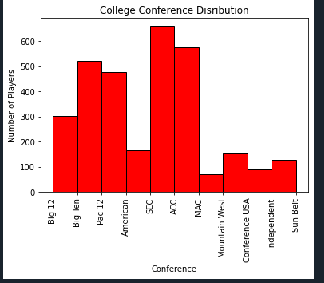 College Conference Disribution
Number of Players
600
500
400
300
200
100
0
Big 12
Big Ten
Pac-12
American
SEC
ACC
MAC
Mountain West
Conference USA
Independent
Sun Belt
Conference